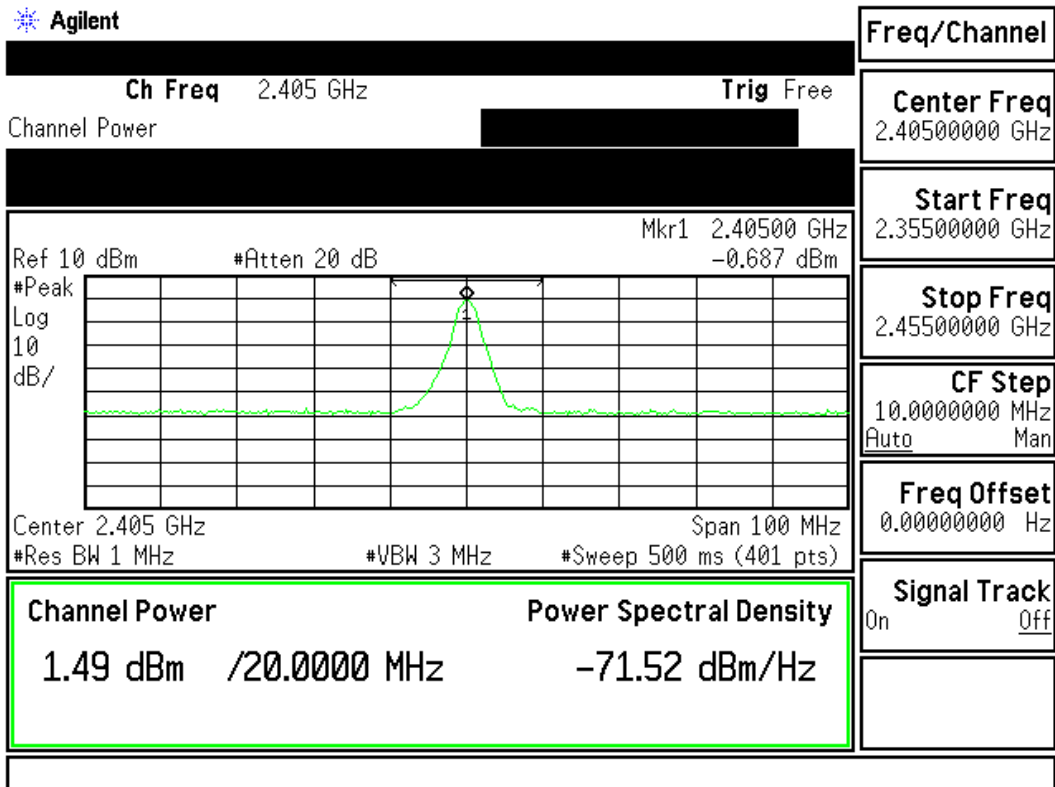 Agilent
Freq/Channel
Ch Freq 2.405 GHz Trig Free
Channel Power
Center Freq
2.40500000 GHz
Start Freq
2.35500000 GHz
Stop Freq
2.45500000 GHz
CF Step
10.0000000 MHz
Auto Man
Freq Offset
0.00000000 Hz
Signal Track
On Off
Mkr1 2.40500 GHz
Ref 10 dBm #Atten 20 dB -0.687 dBm
#Peak
Log
10
dB/
1
Center 2.405 GHz Span 100 MHz
#Res BW 1 MHz #VBW 3 MHz #Sweep 500 ms (401 pts)
Channel Power Power Spectral Density
1.49 dBm /20.0000 MHz -71.52 dBm/Hz